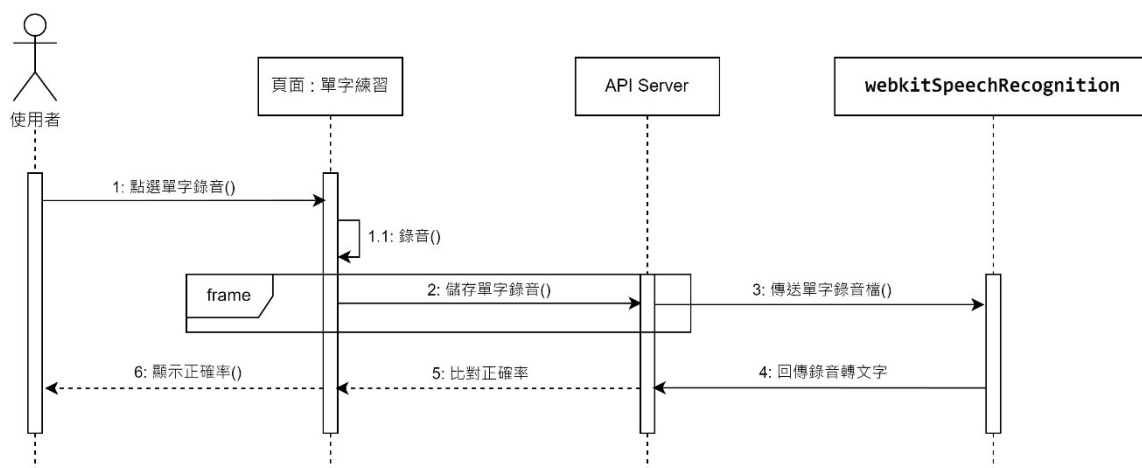 使用者
頁面 : 單字練習
API Server
webkitSpeechRecognition
1: 點選單字錄音()
1.1: 錄音()
frame
2: 儲存單字錄音()
3: 傳送單字錄音檔()
6: 顯示正確率()
5: 比對正確率
4: 回傳錄音轉文字